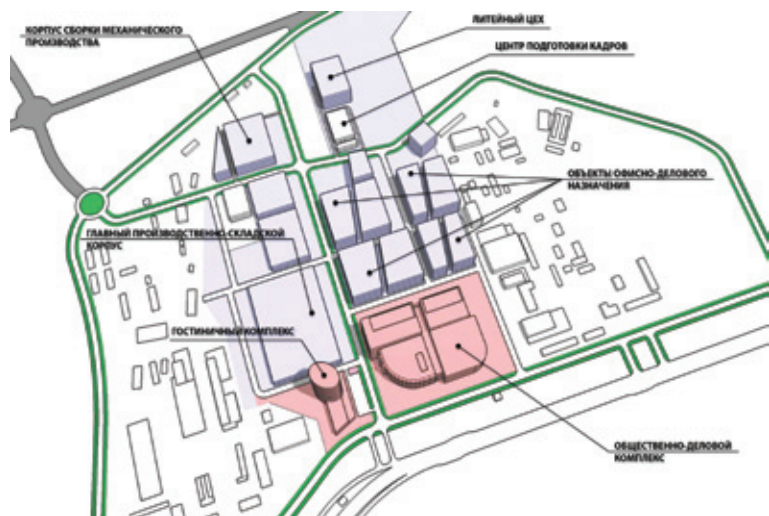 КОРПУС СБОРКИ МЕХАНИЧЕСКОГО
ПРОИЗВОДСТВА
ЛИТЕЙНЫЙ ЦЕХ
ЦЕНТР ПОДГОТОВКИ КАДРОВ
ОБЪЕКТЫ ОФИСНО-ДЕЛОВОГО
НАЗНАЧЕНИЯ
ГЛАВНЫЙ ПРОИЗВОДСТВЕННО-СКЛАДСКОЙ
КОРПУС
ГОСТИНИЧНЫЙ КОМПЛЕКС
ОБЩЕСТВЕННО-ДЕЛОВОЙ
КОМПЛЕКС